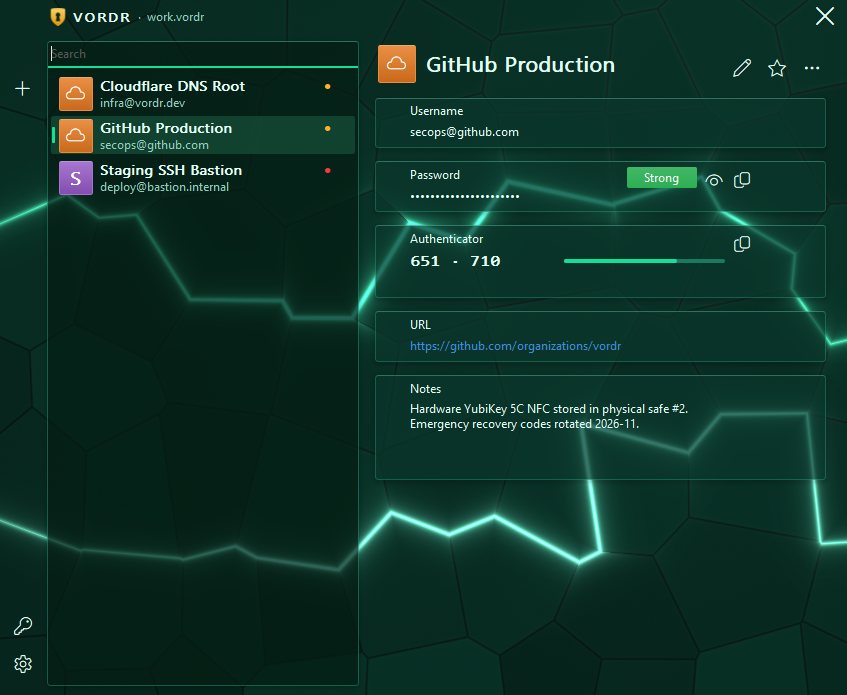 VORDR · work.vordr
Search
Cloudflare DNS Root
infra@vordr.dev
GitHub Production
secops@github.com
S
Staging SSH Bastion
deploy@bastion.internal
GitHub Production
Username
secops@github.com
Password
Strong
•••••••••••••••••••••
Authenticator
651 - 710
URL
https://github.com/organizations/vordr
Notes
Hardware YubiKey 5C NFC stored in physical safe #2.
Emergency recovery codes rotated 2026-11.